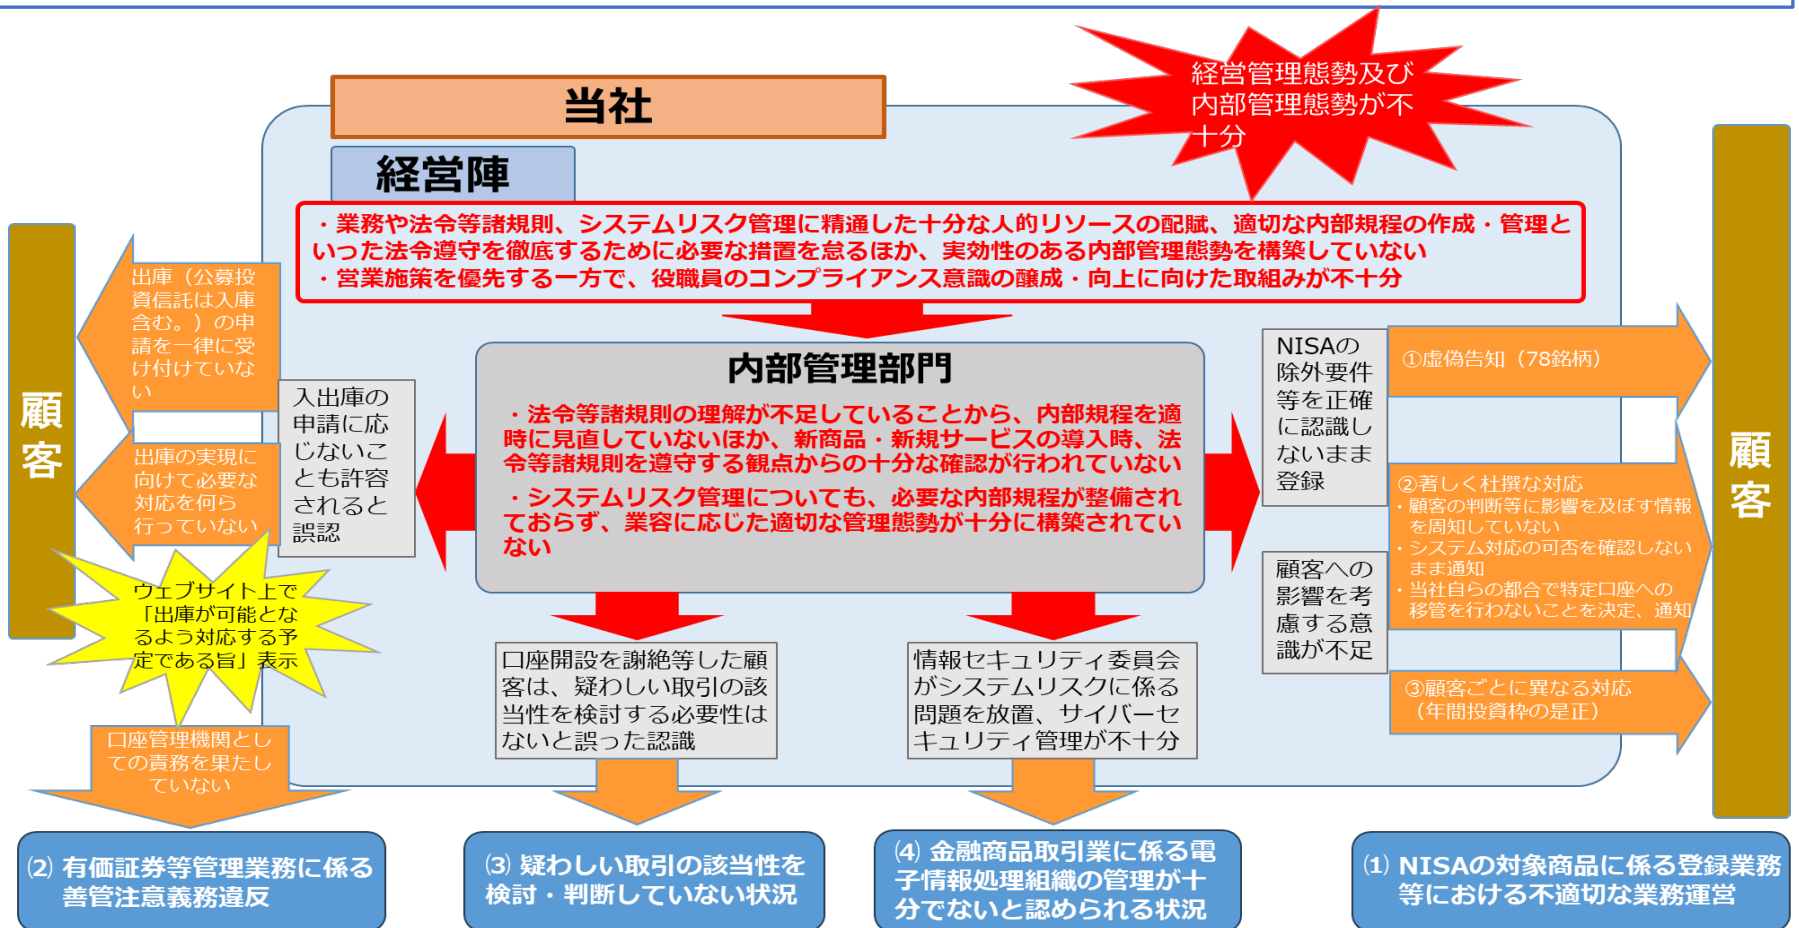 当社
経営管理態勢及び
内部管理態勢が不
十分
経営陣
・業務や法令等諸規則、システムリスク管理に精通した十分な人的リソースの配賦、適切な内部規程の作成・管理と
いった法令遵守を徹底するために必要な措置を怠るほか、実効性のある内部管理態勢を構築していない
・営業施策を優先する一方で、役職員のコンプライアンス意識の醸成・向上に向けた取組みが不十分
顧客
出庫（公募投
資信託は入庫
含む。）の申
請を一律に受
け付けていな
い
出庫の実現に
向けて必要な
対応を何ら
行っていない
入出庫の
申請に応
じないこ
とも許容
されると
誤認
ウェブサイト上で
「出庫が可能とな
るよう対応する予
定である旨」表示
口座管理機関とし
ての責務を果たし
ていない
内部管理部門
・法令等諸規則の理解が不足していることから、内部規程を適
時に見直していないほか、新商品・新規サービスの導入時、法
令等諸規則を遵守する観点からの十分な確認が行われていない
・システムリスク管理についても、必要な内部規程が整備され
ておらず、業容に応じた適切な管理態勢が十分に構築されてい
ない
口座開設を謝絶等した顧
客は、疑わしい取引の該
当性を検討する必要性は
ないと誤った認識
情報セキュリティ委員会
がシステムリスクに係る
問題を放置、サイバーセ
キュリティ管理が不十分
NISAの
除外要件
等を正確
に認識し
ないまま
登録
顧客への
影響を考
慮する意
識が不足
①虚偽告知（78銘柄）
②著しく杜撰な対応
・顧客の判断等に影響を及ぼす情報
を周知していない
・システム対応の可否を確認しない
まま通知
・当社自らの都合で特定口座への
移管を行わないことを決定、通知
③顧客ごとに異なる対応
（年間投資枠の是正）
顧客
⑵ 有価証券等管理業務に係る
善管注意義務違反
⑶ 疑わしい取引の該当性を
検討・判断していない状況
⑷ 金融商品取引業に係る電
子情報処理組織の管理が十
分でないと認められる状況
⑴ NISAの対象商品に係る登録業務
等における不適切な業務運営